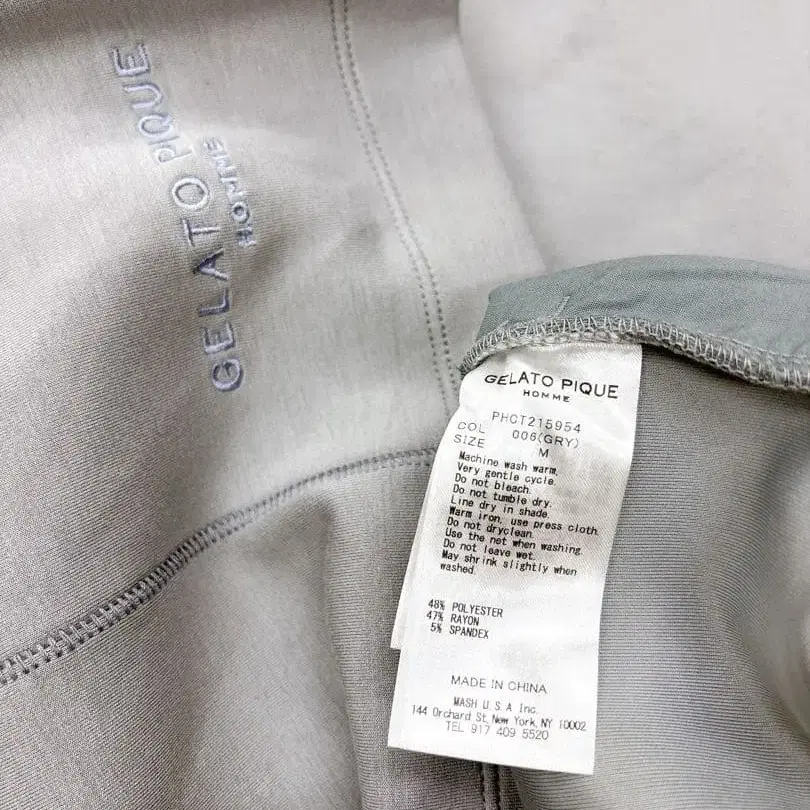 GELATO PIQUE
HOMME
GELATO PIQUE
HOMME
PHCT215954
COL 006(GRY)
SIZE M
Machine wash warm,
Very gentle cycle.
Do not bleach.
Do not tumble dry.
Line dry in shade.
Warm iron, use press cloth.
Do not dryclean.
Use the net when washing.
Do not leave wet.
May shrink slightly when
washed.
48% POLYESTER
47% RAYON
5% SPANDEX
MADE IN CHINA
MASH U.S.A Inc.
144 Orchard St, New York, NY 10002
TEL 917 409 5520